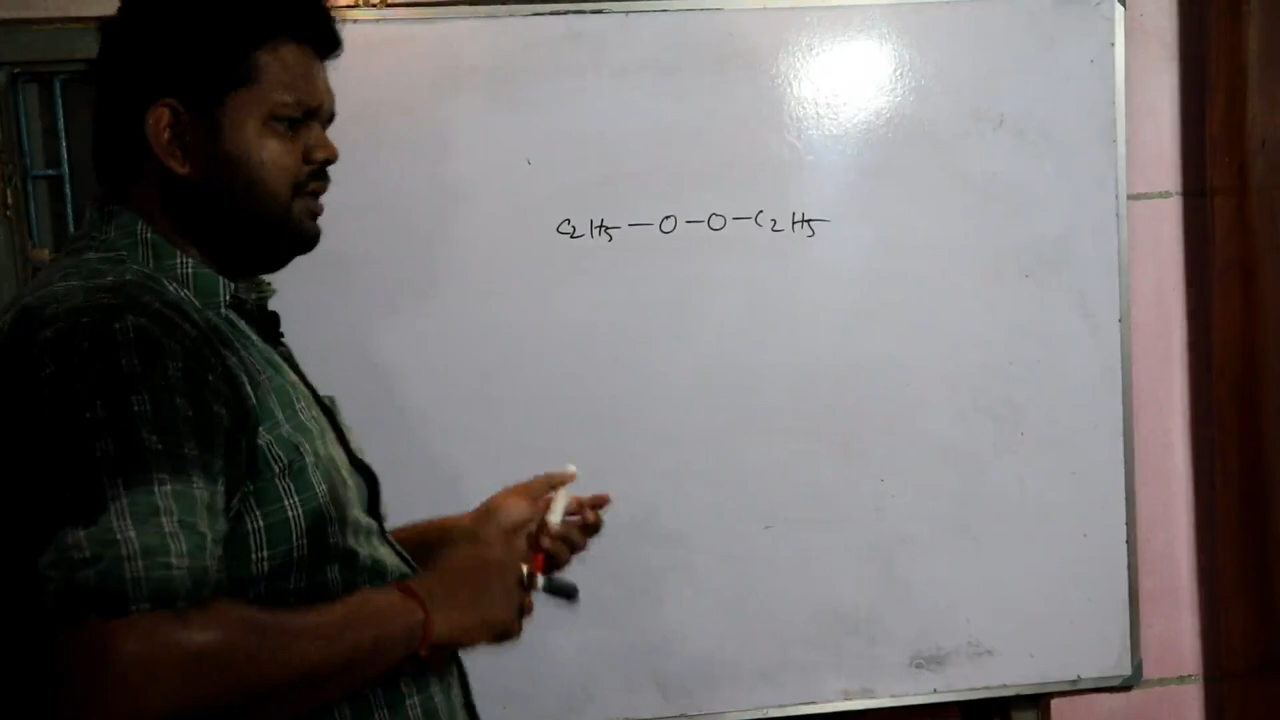 C₂H₅ — O — O — C₂H₅